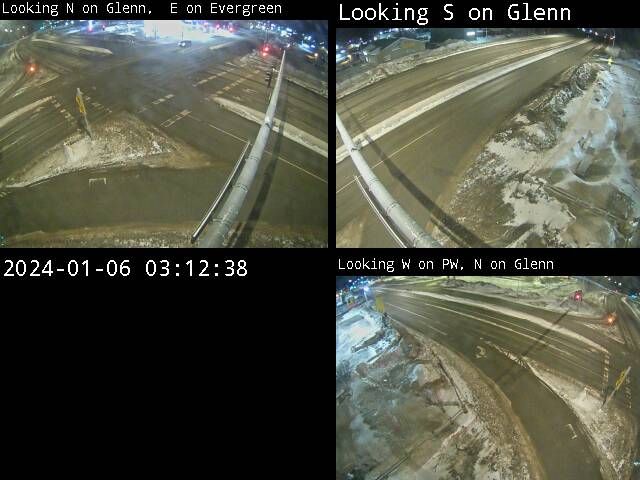 Looking N on Glenn,  E on Evergreen
Looking S on Glenn
2024-01-06 03:12:38
Looking W on PW, N on Glenn